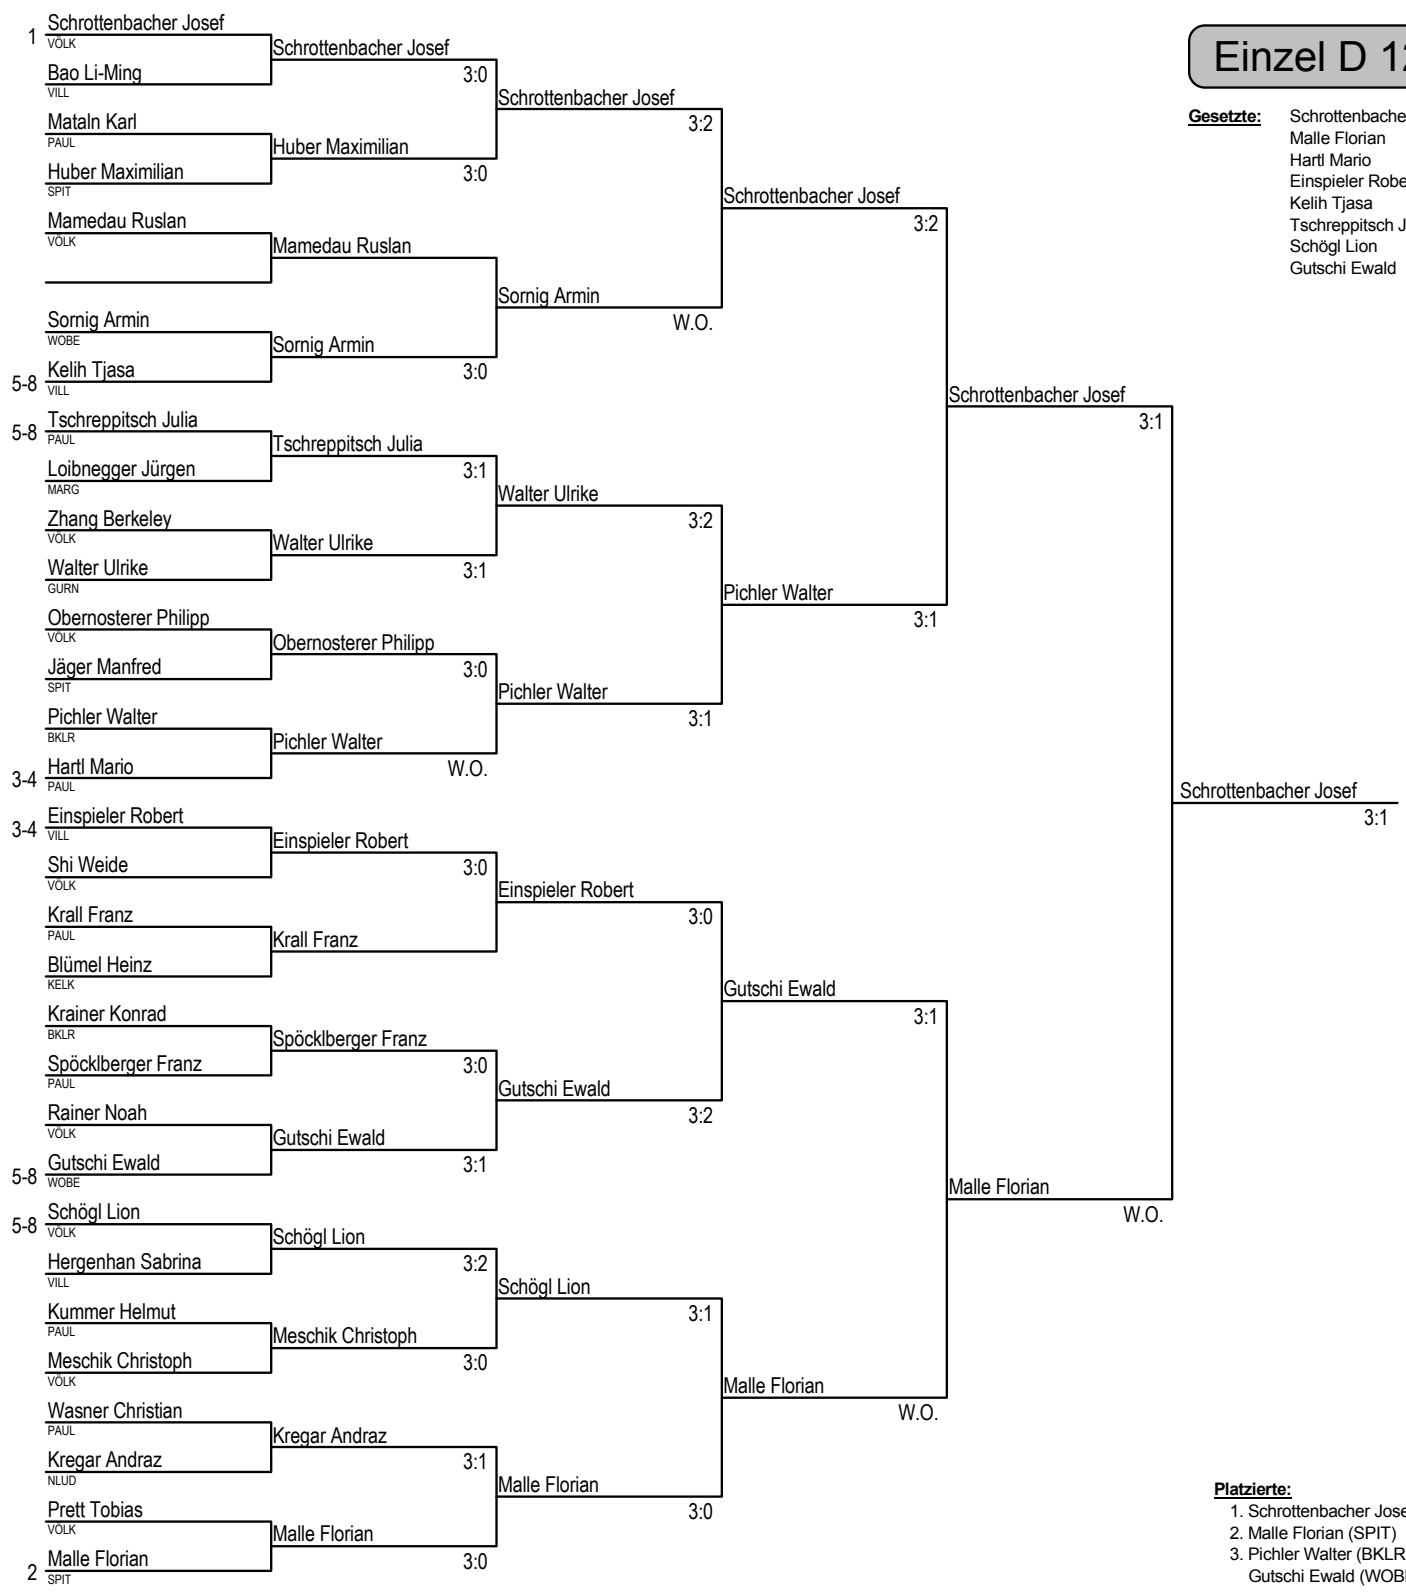 Einzel D
Gesetzte:
Schrottenbacher
Malle Florian
Hartl Mario
Einspieler
Kelih Tjasa
Tschreppitsch
Schögl Lion
Gutschi Ewald
1 Schrottenbacher Josef
VÖLK
Bao Li-Ming
VILL
Mataln Karl
PAUL
Huber Maximilian
SPIT
Mamedau Ruslan
VÖLK
Sornig Armin
WOBE
5-8 Kelih Tjasa
VILL
5-8 Tschreppitsch Julia
PAUL
Loibnegger Jürgen
MARG
Zhang Berkeley
VÖLK
Walter Ulrike
GURN
Obernosterer Philipp
VÖLK
Jäger Manfred
SPIT
Pichler Walter
BKLR
3-4 Hartl Mario
PAUL
3-4 Einspieler Robert
VILL
Shi Weide
VÖLK
Krall Franz
PAUL
Blümel Heinz
KELK
Krainer Konrad
BKLR
Spöcklberger Franz
PAUL
Rainer Noah
VÖLK
5-8 Gutschi Ewald
WOBE
5-8 Schögl Lion
VÖLK
Hergenhan Sabrina
VILL
Kummer Helmut
PAUL
Meschik Christoph
VÖLK
Wasner Christian
PAUL
Kregar Andraz
NLUD
Prett Tobias
VÖLK
2 Malle Florian
SPIT
Schrottenbacher Josef
3:0
Huber Maximilian
3:0
Mamedau Ruslan
Sornig Armin
3:0
Tschreppitsch Julia
3:1
Walter Ulrike
3:1
Obernosterer Philipp
3:0
Pichler Walter
W.O.
Einspieler Robert
3:0
Krall Franz
Spöcklberger Franz
3:0
Gutschi Ewald
3:1
Schögl Lion
3:2
Meschik Christoph
3:0
Kregar Andraz
3:1
Malle Florian
3:0
Schrottenbacher Josef
3:2
Sornig Armin
W.O.
Walter Ulrike
3:2
Pichler Walter
3:1
Einspieler Robert
3:0
Gutschi Ewald
3:2
Schögl Lion
3:1
Malle Florian
3:0
Schrottenbacher Josef
3:2
Pichler Walter
3:1
Gutschi Ewald
3:1
Malle Florian
W.O.
Schrottenbacher Josef
3:1
Malle Florian
W.O.
Schrottenbacher Josef
3:1
Platzierte:
1. Schrottenbacher
2. Malle Florian (SPIT)
3. Pichler Walter (BKLR
Gutschi Ewald